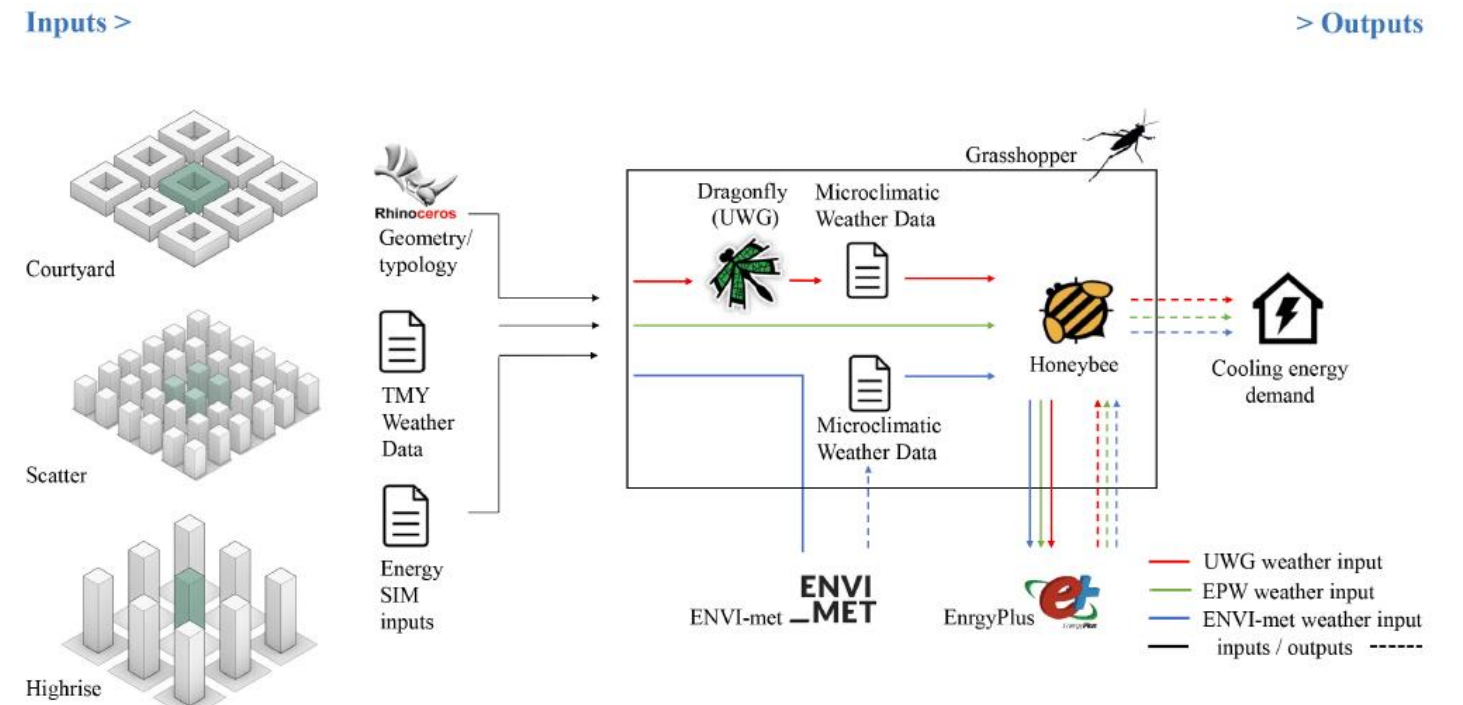 Inputs >
> Outputs
Courtyard
Scatter
Highrise
Rhinoceros
Geometry/
typology
TMY
Weather
Data
Energy
SIM
inputs
Grasshopper
Dragonfly
(UWG)
Microclimatic
Weather Data
Honeybee
Microclimatic
Weather Data
Cooling energy
demand
ENVI-met
ENVI
_MET
EnrgyPlus
e+
EnergyPlus
UWG weather input
EPW weather input
ENVI-met weather input
inputs / outputs